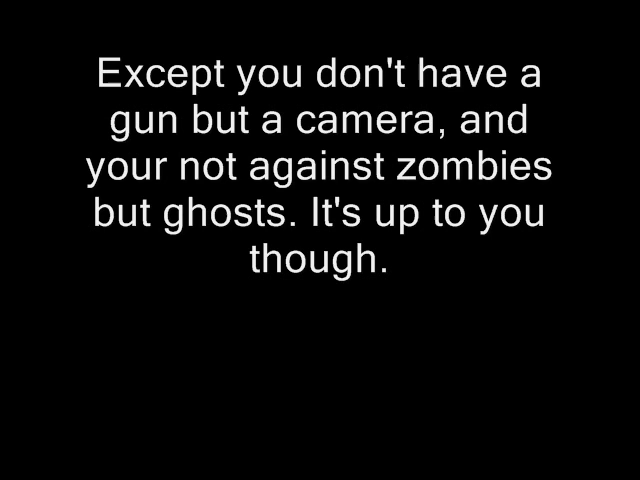 Except you don't have a
gun but a camera, and
your not against zombies
but ghosts. It's up to you
though.